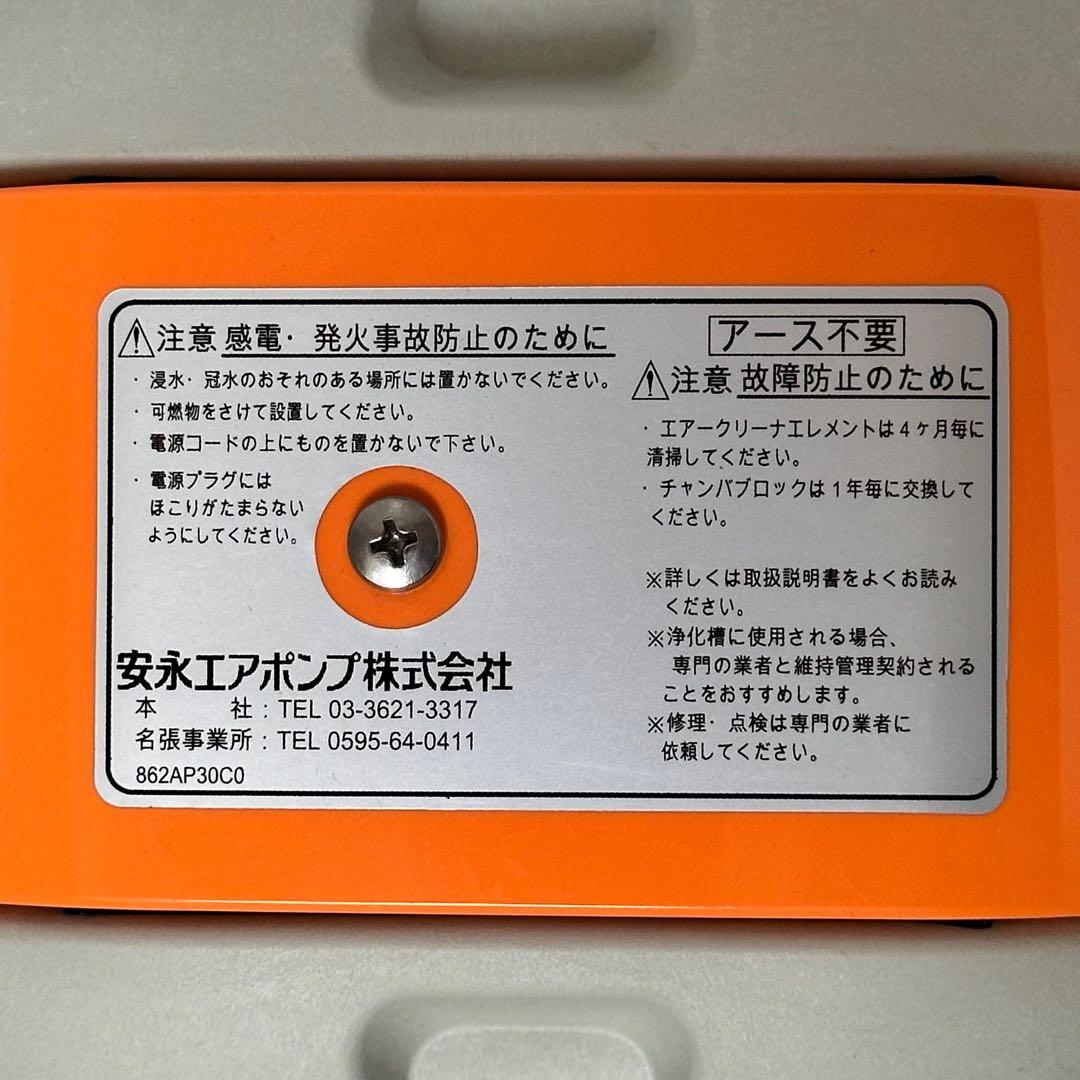 注意 感電・発火事故防止のために
・浸水・冠水のおそれのある場所には置かないでください。
・可燃物をさけて設置してください。
・電源コードの上にものを置かないで下さい。
・電源プラグには
ほこりがたまらない
ようにしてください。
安永エアポンプ株式会社
本　　社：TEL 03-3621-3317
名張事業所：TEL 0595-64-0411
862AP30C0
アース不要
注意 故障防止のために
・エアークリーナエレメントは4ヶ月毎に
清掃してください。
・チャンバブロックは1年毎に交換して
ください。
※詳しくは取扱説明書をよくお読み
ください。
※浄化槽に使用される場合、
専門の業者と維持管理契約される
ことをおすすめします。
※修理・点検は専門の業者に
依頼してください。